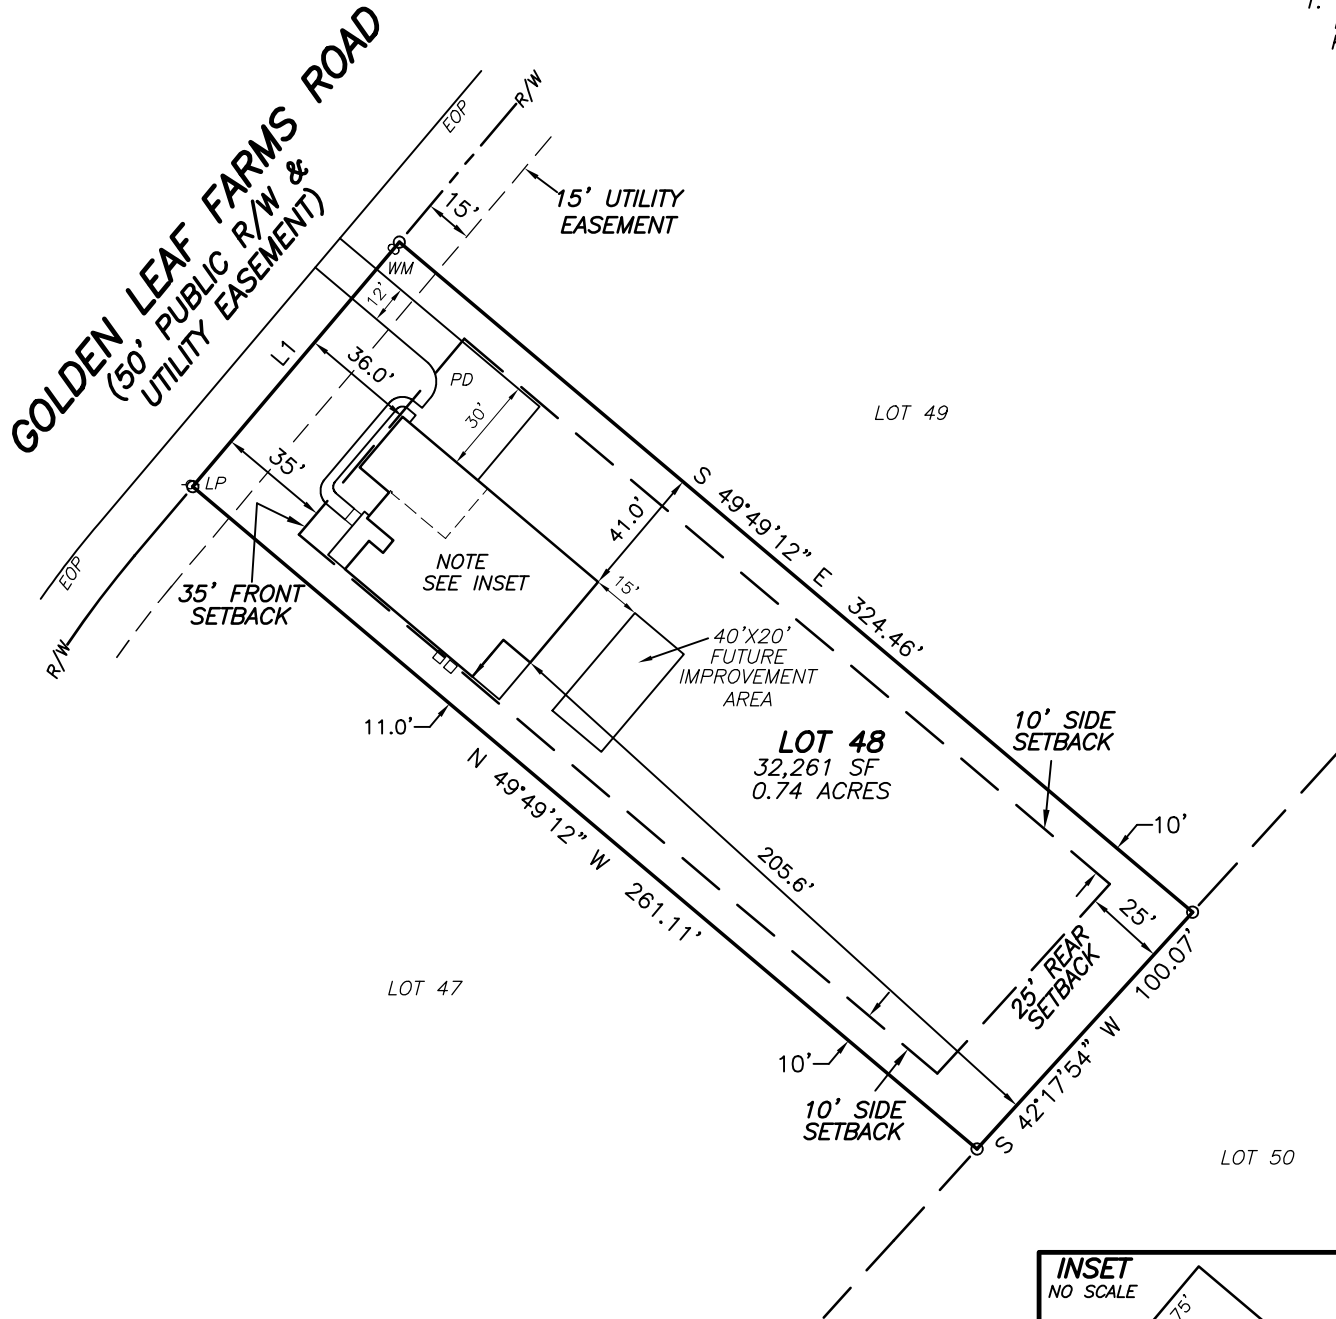 GOLDEN LEAF FARMS ROAD
(50' PUBLIC R/W &
UTILITY EASEMENT)
EOP
R/W
15'
15' UTILITY
EASEMENT
WM
12'
L1
36.0'
PD
30'
35'
LP
EOP
R/W
35' FRONT
SETBACK
NOTE
SEE INSET
41.0'
15'
LOT 49
S 49°49'12" E 324.46'
40'X20'
FUTURE
IMPROVEMENT
AREA
LOT 48
32,261 SF
0.74 ACRES
10' SIDE
SETBACK
10'
11.0'
N 49°49'12" W 261.11'
205.6'
25'
25' REAR
SETBACK
S 42°17'54" W 100.07'
LOT 47
10'
10' SIDE
SETBACK
LOT 50
INSET
NO SCALE
75'
1.